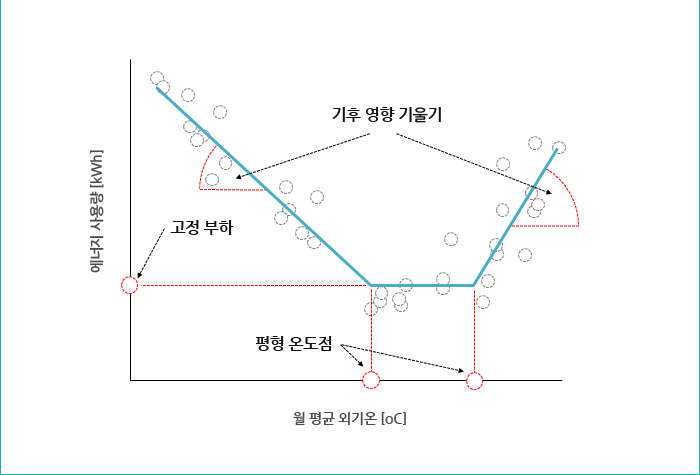 기후 영향 기울기
에너지 사용량 [kWh]
고정 부하
평형 온도점
월 평균 외기온 [oC]